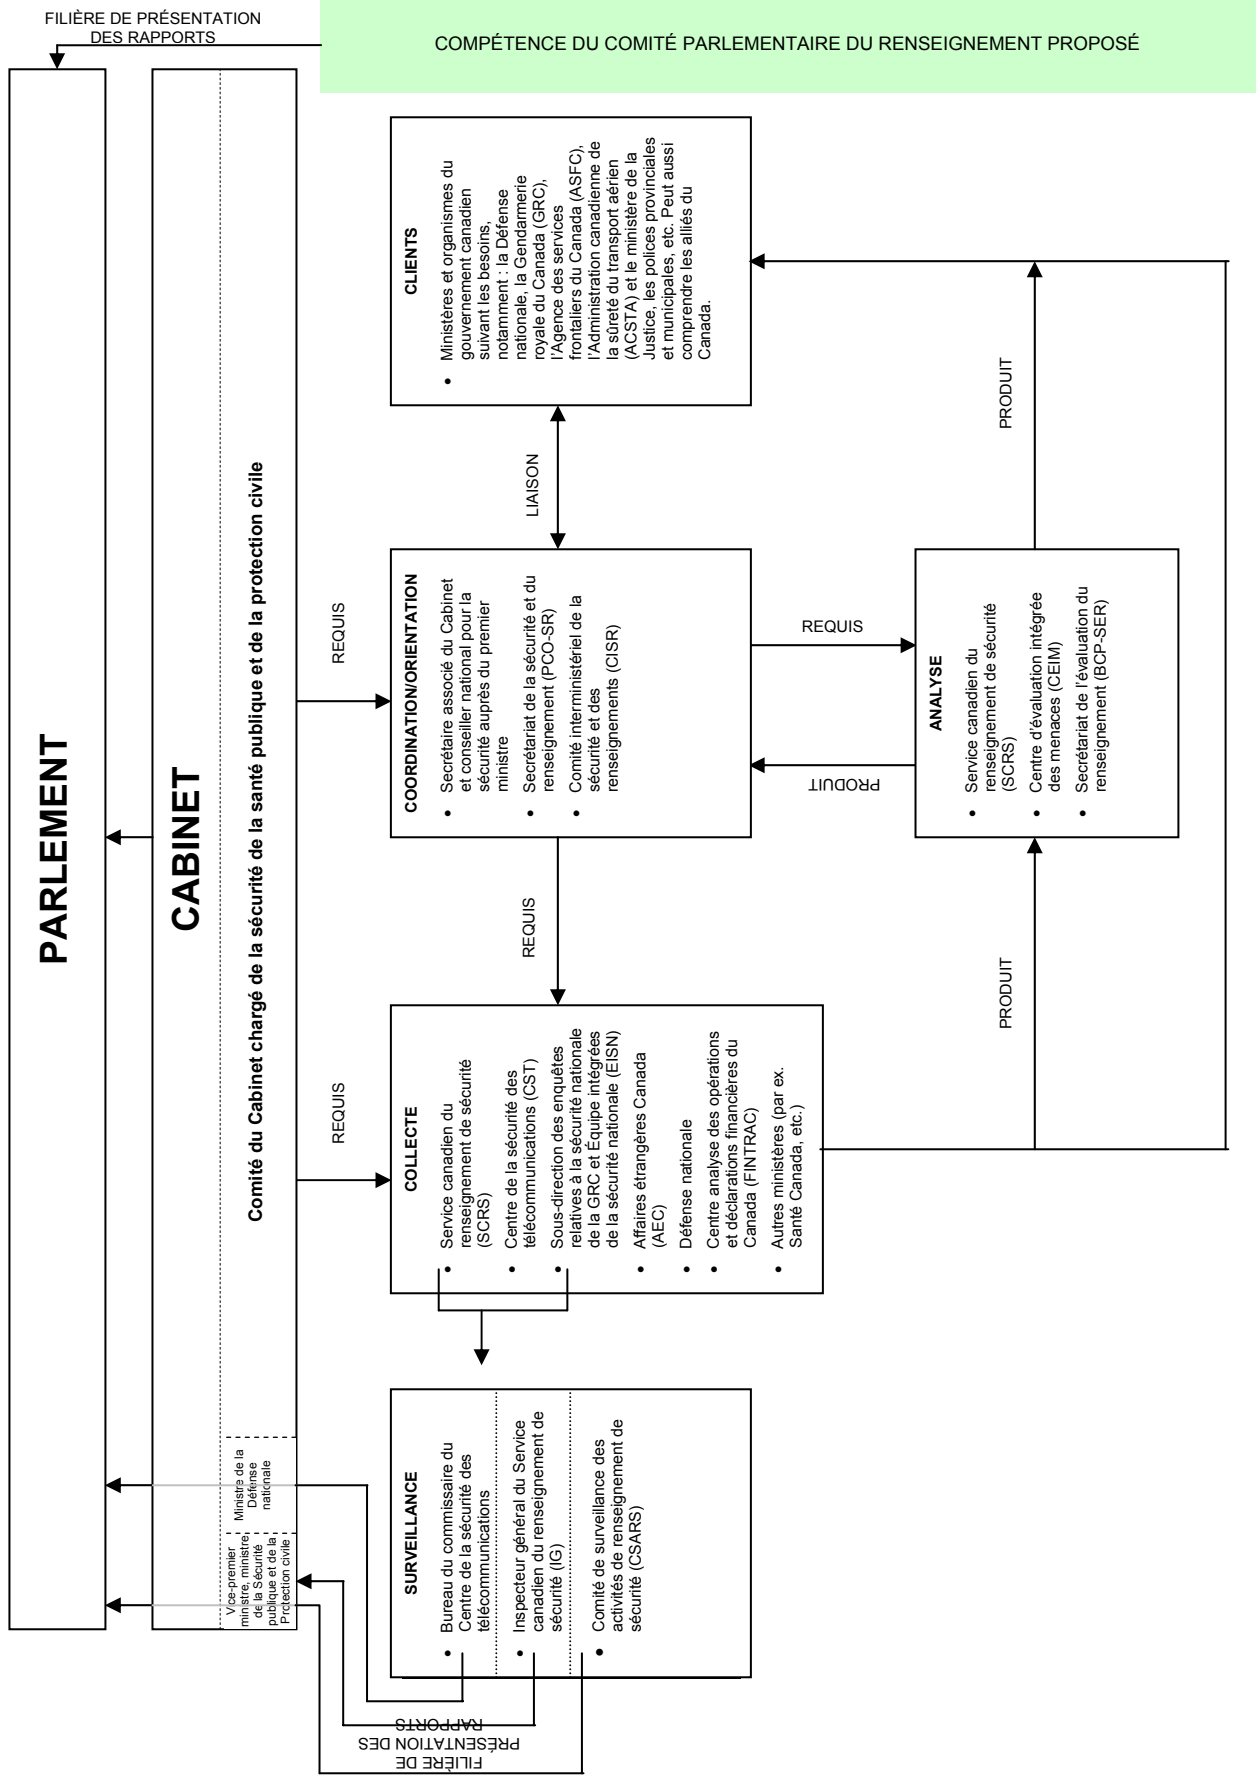 FILIÈRE DE PRÉSENTATION
DES RAPPORTS
COMPÉTENCE DU COMITÉ PARLEMENTAIRE DU RENSEIGNEMENT PROPOSÉ
PARLEMENT
CABINET
Comité du Cabinet chargé de la sécurité de la santé publique et de la protection civile
Vice-premier
ministre, ministre
de la Sécurité
publique et de la
Protection civile
Ministre de la
Défense
nationale
REQUIS
REQUIS
SURVEILLANCE
• Bureau du commissaire du
Centre de la sécurité des
télécommunications
• Inspecteur général du Service
canadien du renseignement de
sécurité (IG)
• Comité de surveillance des
activités de renseignement de
sécurité (CSARS)
FILIÈRE DE
PRÉSENTATION DES
RAPPORTS
COLLECTE
• Service canadien du
renseignement de sécurité
(SCRS)
• Centre de la sécurité des
télécommunications (CST)
• Sous-direction des enquêtes
relatives à la sécurité nationale
de la GRC et Équipe intégrées
de la sécurité nationale (EISN)
• Affaires étrangères Canada
(AEC)
• Défense nationale
• Centre analyse des opérations
et déclarations financières du
Canada (FINTRAC)
• Autres ministères (par ex.
Santé Canada, etc.)
REQUIS
COORDINATION/ORIENTATION
• Secrétaire associé du Cabinet
et conseiller national pour la
sécurité auprès du premier
ministre
• Secrétariat de la sécurité et du
renseignement (PCO-SR)
• Comité interministériel de la
sécurité et des
renseignements (CISR)
LIAISON
CLIENTS
• Ministères et organismes du
gouvernement canadien
suivant les besoins,
notamment : la Défense
nationale, la Gendarmerie
royale du Canada (GRC),
l'Agence des services
frontaliers du Canada (ASFC),
l'Administration canadienne de
la sûreté du transport aérien
(ACSTA) et le ministère de la
Justice, les polices provinciales
et municipales, etc. Peut aussi
comprendre les alliés du
Canada.
PRODUIT
REQUIS
ANALYSE
• Service canadien du
renseignement de sécurité
(SCRS)
• Centre d'évaluation intégrée
des menaces (CEIM)
• Secrétariat de l'évaluation du
renseignement (BCP-SER)
PRODUIT
PRODUIT